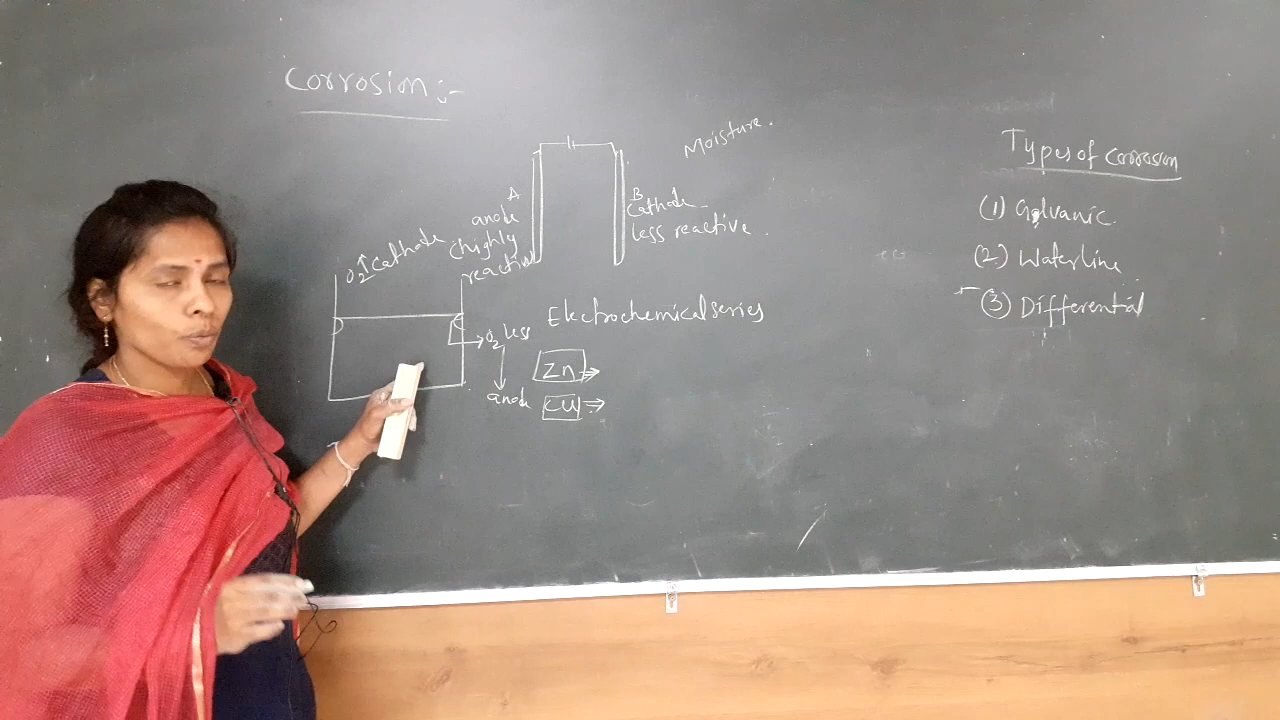 Corrosion :-
Moisture.
A
anode
(highly
reactive
B
Cathode
less reactive.
O2↑ Cathode
O2 less
anode
Electrochemical series
Zn
Cu
Types of Corrosion
(1) Galvanic.
(2) Waterline
(3) Differential